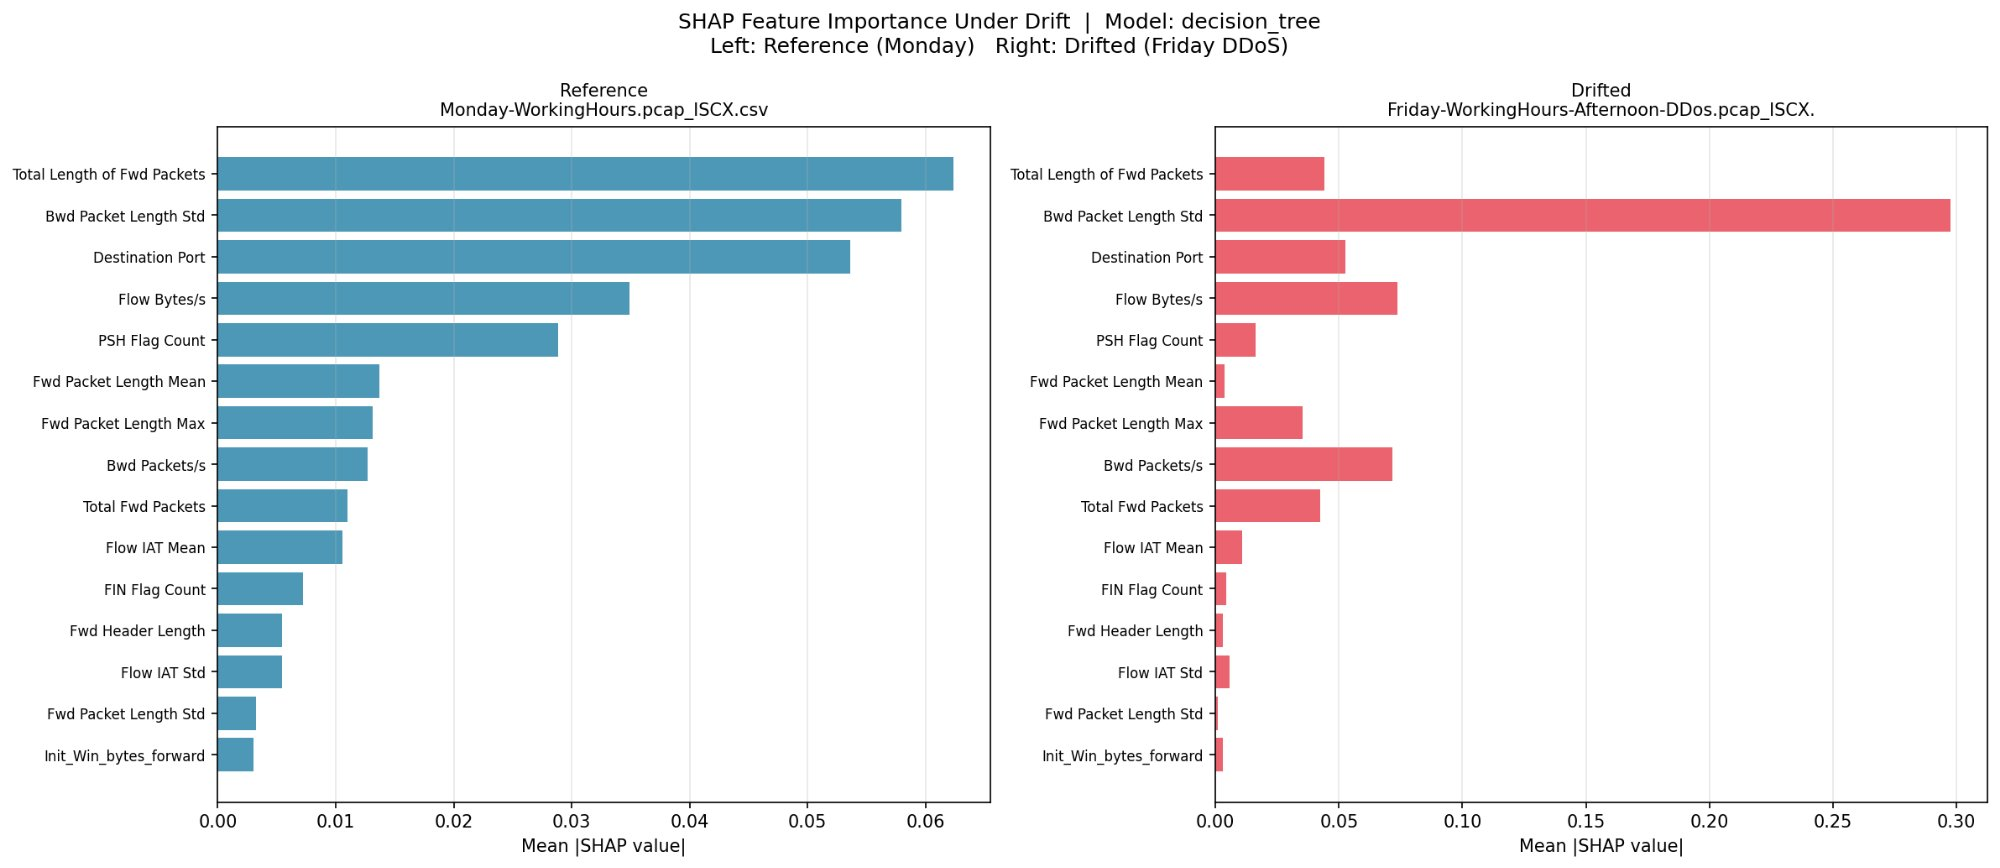 SHAP Feature Importance Under Drift | Model: decision_tree
Left: Reference (Monday)   Right: Drifted (Friday DDoS)
Reference
Monday-WorkingHours.pcap_ISCX.csv
Total Length of Fwd Packets
Bwd Packet Length Std
Destination Port
Flow Bytes/s
PSH Flag Count
Fwd Packet Length Mean
Fwd Packet Length Max
Bwd Packets/s
Total Fwd Packets
Flow IAT Mean
FIN Flag Count
Fwd Header Length
Flow IAT Std
Fwd Packet Length Std
Init_Win_bytes_forward
0.00 0.01 0.02 0.03 0.04 0.05 0.06
Mean |SHAP value|
Drifted
Friday-WorkingHours-Afternoon-DDos.pcap_ISCX.
Total Length of Fwd Packets
Bwd Packet Length Std
Destination Port
Flow Bytes/s
PSH Flag Count
Fwd Packet Length Mean
Fwd Packet Length Max
Bwd Packets/s
Total Fwd Packets
Flow IAT Mean
FIN Flag Count
Fwd Header Length
Flow IAT Std
Fwd Packet Length Std
Init_Win_bytes_forward
0.00 0.05 0.10 0.15 0.20 0.25 0.30
Mean |SHAP value|